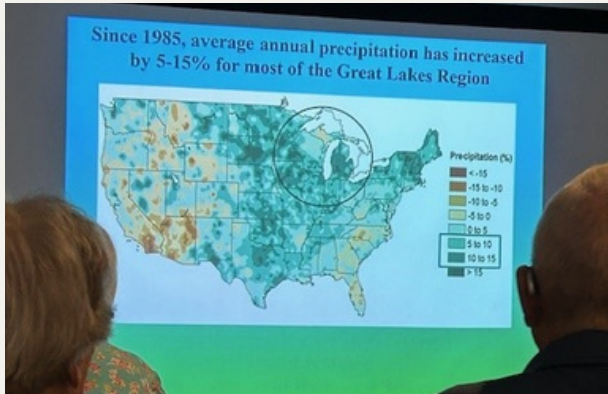 Since 1985, average annual precipitation has increased
by 5-15% for most of the Great Lakes Region
Precipitation (%)
< -15
-15 to -10
-10 to -5
-5 to 0
0 to 5
5 to 10
10 to 15
> 15